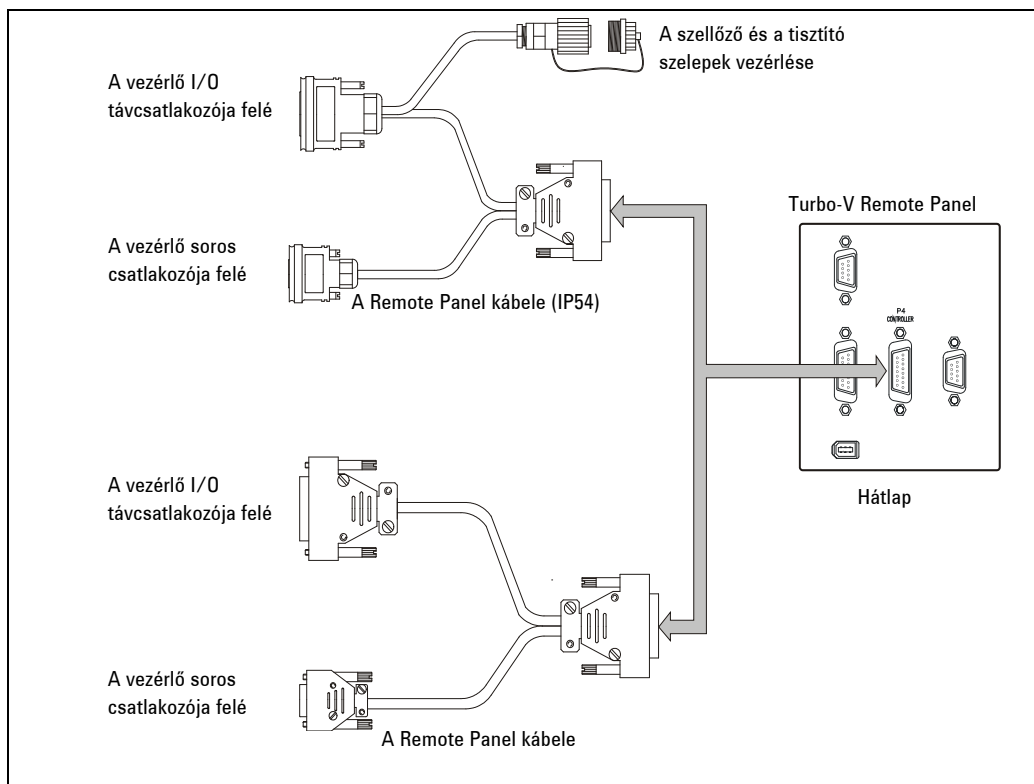 A szellőző és a tisztító
szelepek vezérlése
A vezérlő I/O
távcsatlakozója felé
Turbo-V Remote Panel
A vezérlő soros
csatlakozója felé
A Remote Panel kábele (IP54)
P4
CONTROLLER
A vezérlő I/O
távcsatlakozója felé
Hátlap
A vezérlő soros
csatlakozója felé
A Remote Panel kábele